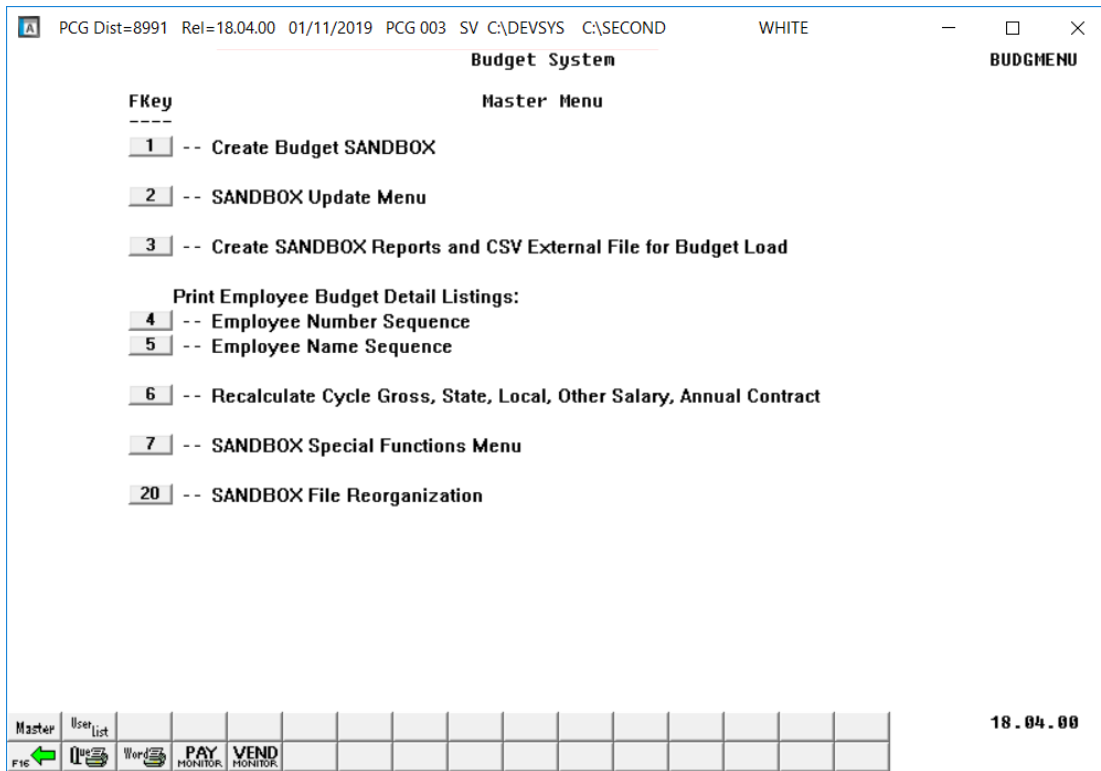 A PCG Dist=8991 Rel=18.04.00 01/11/2019 PCG 003 SV C:\DEVSYS C:\SECOND WHITE
Budget System BUDGMENU
FKey Master Menu
----
1 -- Create Budget SANDBOX
2 -- SANDBOX Update Menu
3 -- Create SANDBOX Reports and CSV External File for Budget Load
Print Employee Budget Detail Listings:
4 -- Employee Number Sequence
5 -- Employee Name Sequence
6 -- Recalculate Cycle Gross, State, Local, Other Salary, Annual Contract
7 -- SANDBOX Special Functions Menu
20 -- SANDBOX File Reorganization
Master User List 18.04.00
F16 Que Word PAY MONITOR VEND MONITOR